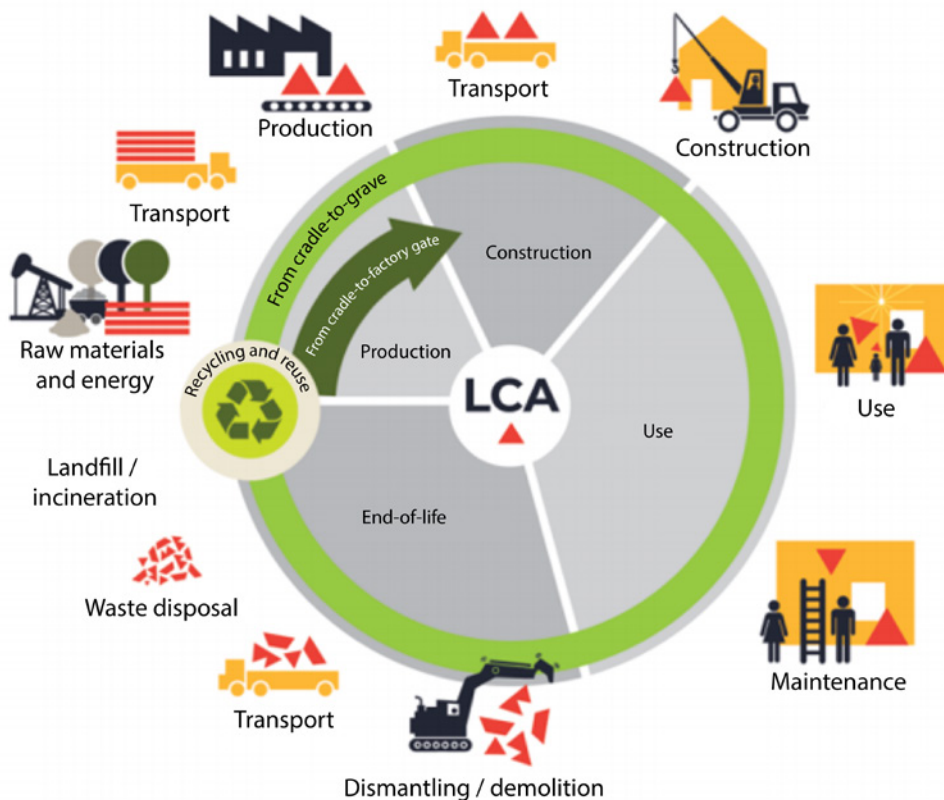 Production
Transport
Construction
Transport
Raw materials
and energy
From cradle-to-grave
From cradle-to-factory gate
Recycling and reuse
Construction
Production
LCA
Use
End-of-life
Use
Landfill /
incineration
Waste disposal
Maintenance
Transport
Dismantling / demolition